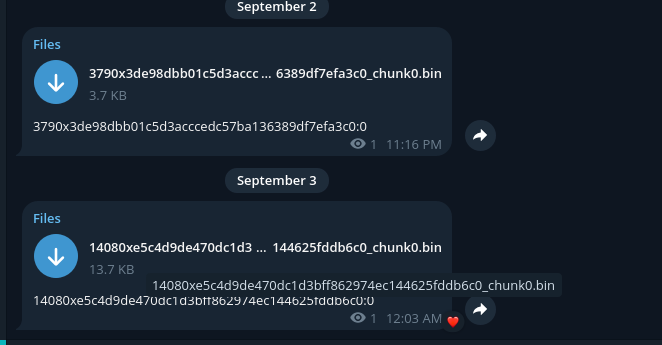 September 2
Files
3790x3de98dbb01c5d3accc ... 6389df7efa3c0_chunk0.bin
3.7 KB
3790x3de98dbb01c5d3acccedc57ba136389df7efa3c0:0
1 11:16 PM
September 3
Files
14080xe5c4d9de470dc1d3 ... 144625fddb6c0_chunk0.bin
13.7 KB
14080xe5c4d9de470dc1d3bff862974ec144625fddb6c0_chunk0.bin
14080xe5c4d9de470dc1d3bff862974ec144625fddb6c0:0
1 12:03 AM